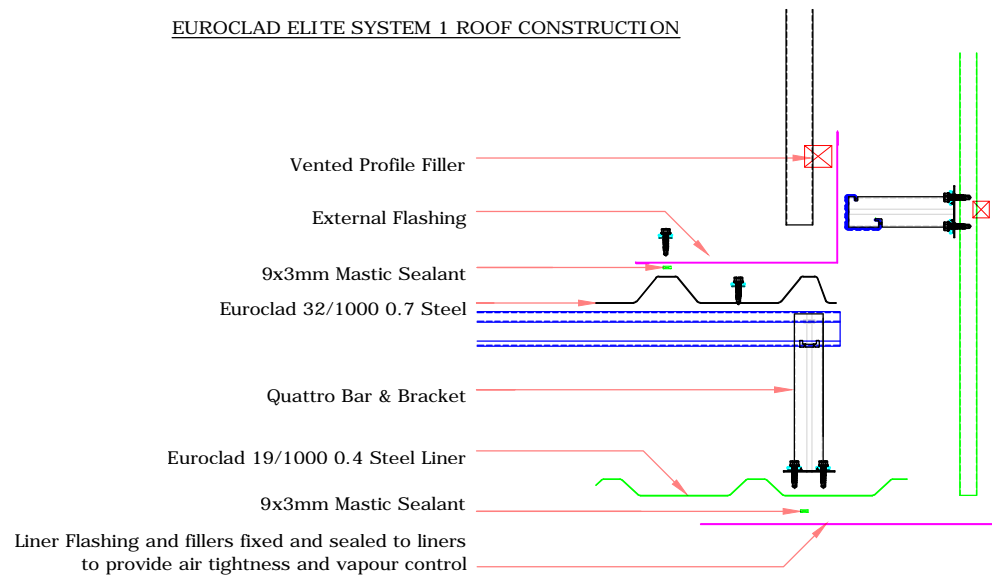 EUROCLAD ELITE SYSTEM 1 ROOF CONSTRUCTION
Vented Profile Filler
External Flashing
9x3mm Mastic Sealant
Euroclad 32/1000 0.7 Steel
Quattro Bar & Bracket
Euroclad 19/1000 0.4 Steel Liner
9x3mm Mastic Sealant
Liner Flashing and fillers fixed and sealed to liners
to provide air tightness and vapour control